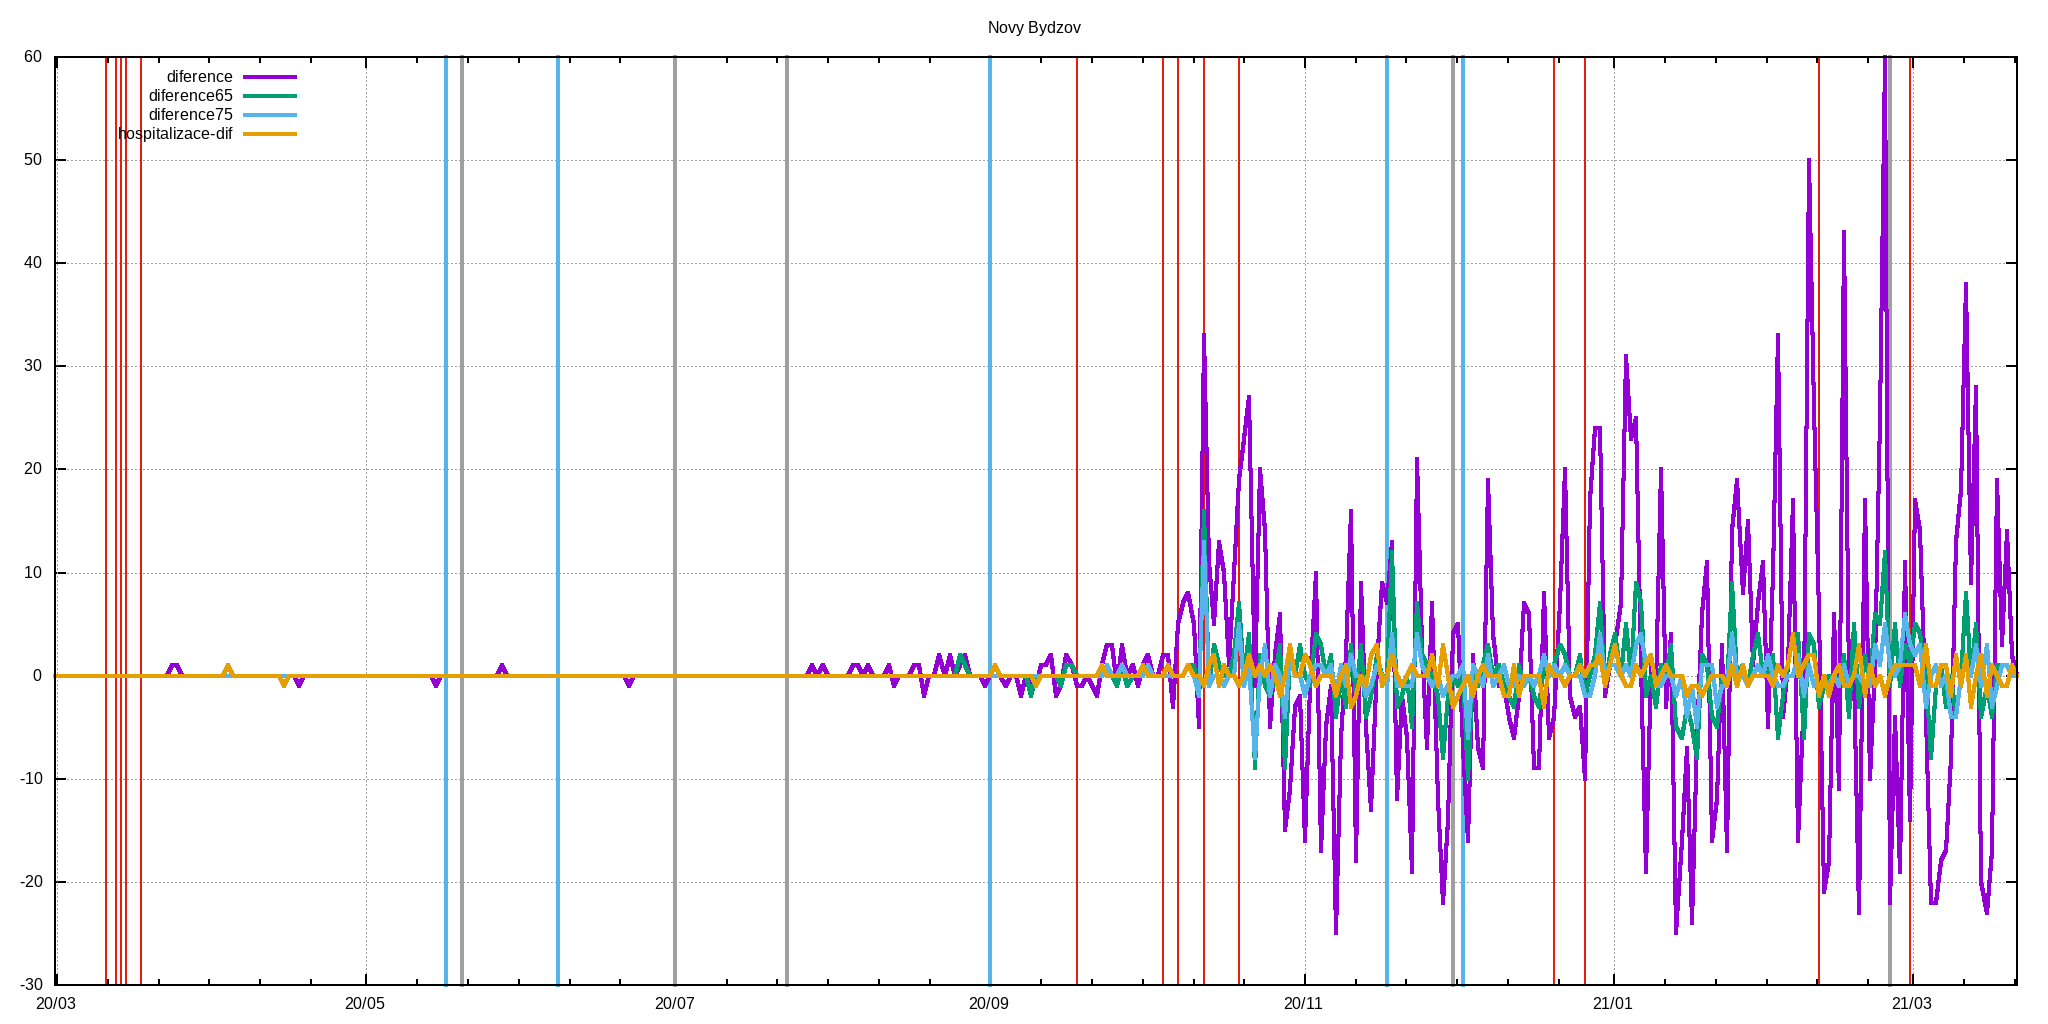 Novy Bydzov
60
diference
diference65
diference75
hospitalizace-dif
50
40
30
20
10
0
-10
-20
-30
20/03 20/05 20/07 20/09 20/11 21/01 21/03